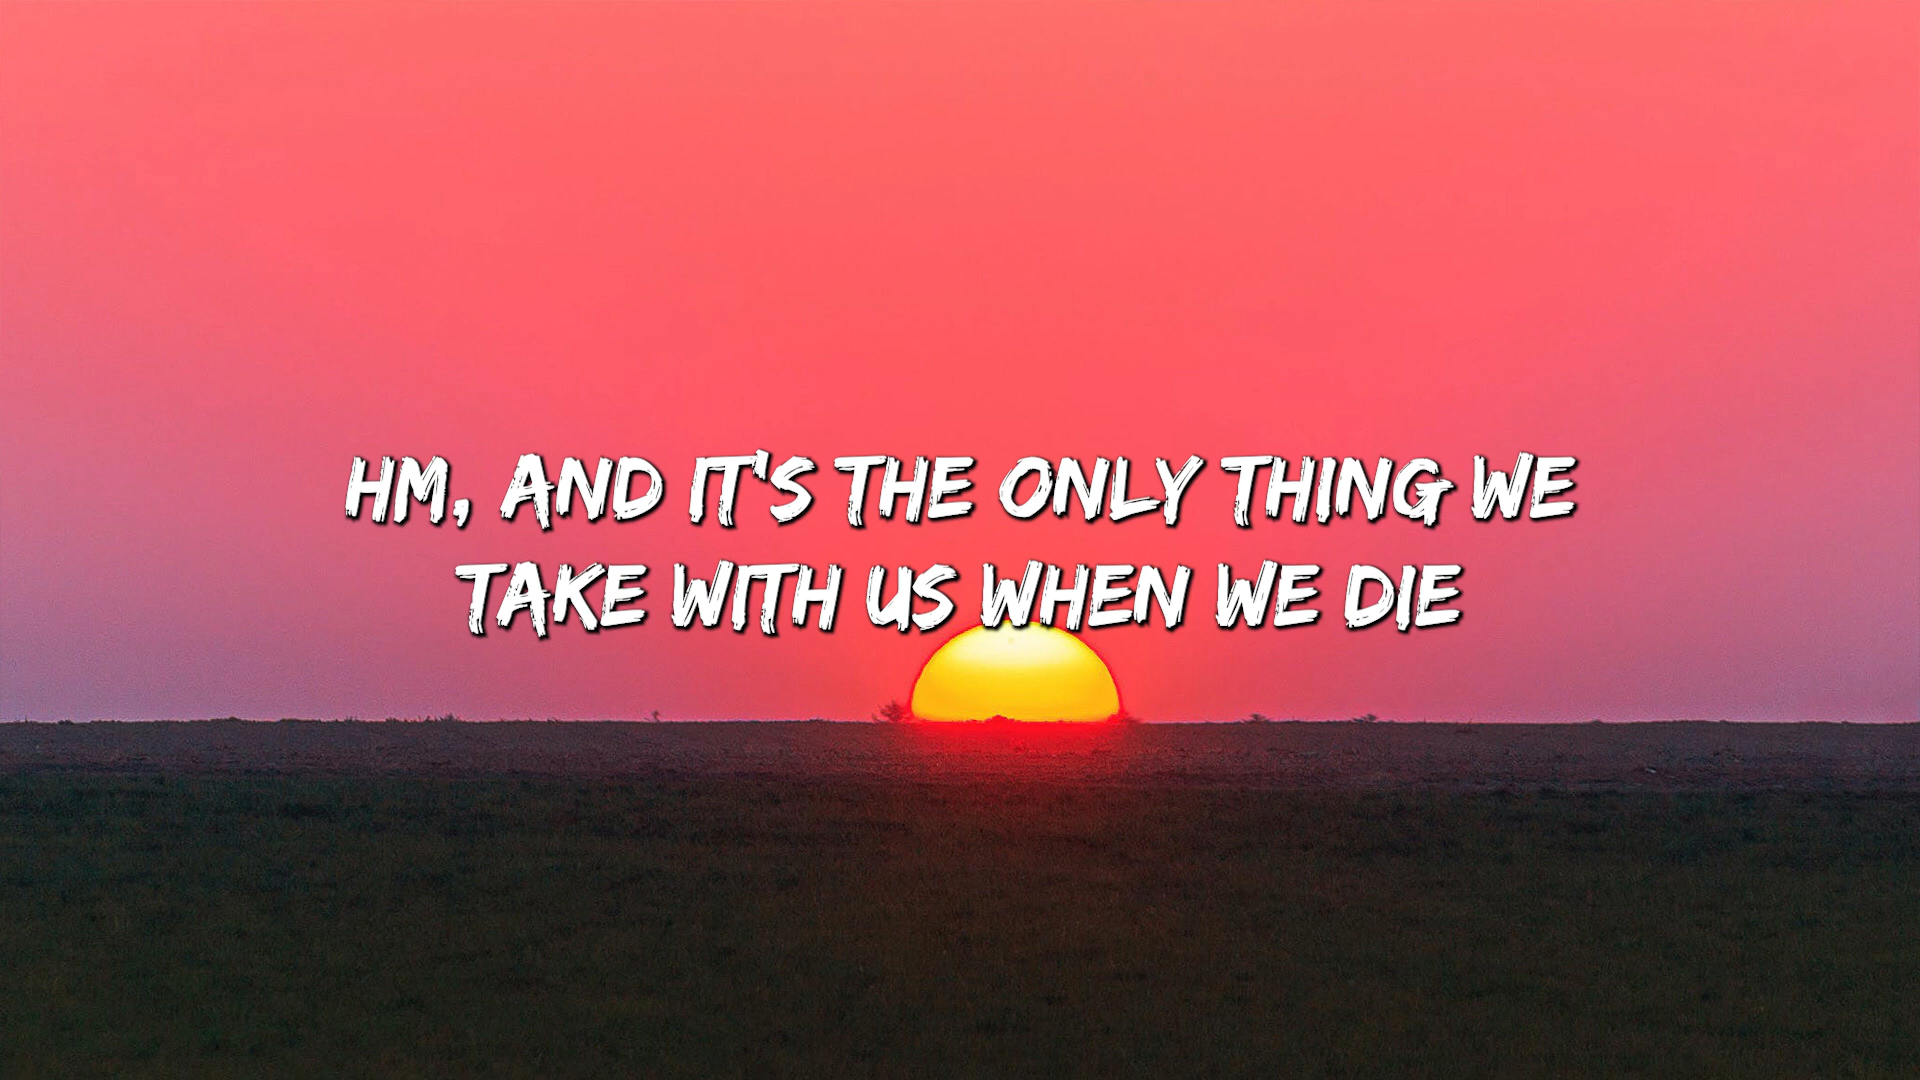 HM, AND IT'S THE ONLY THING WE
TAKE WITH US WHEN WE DIE